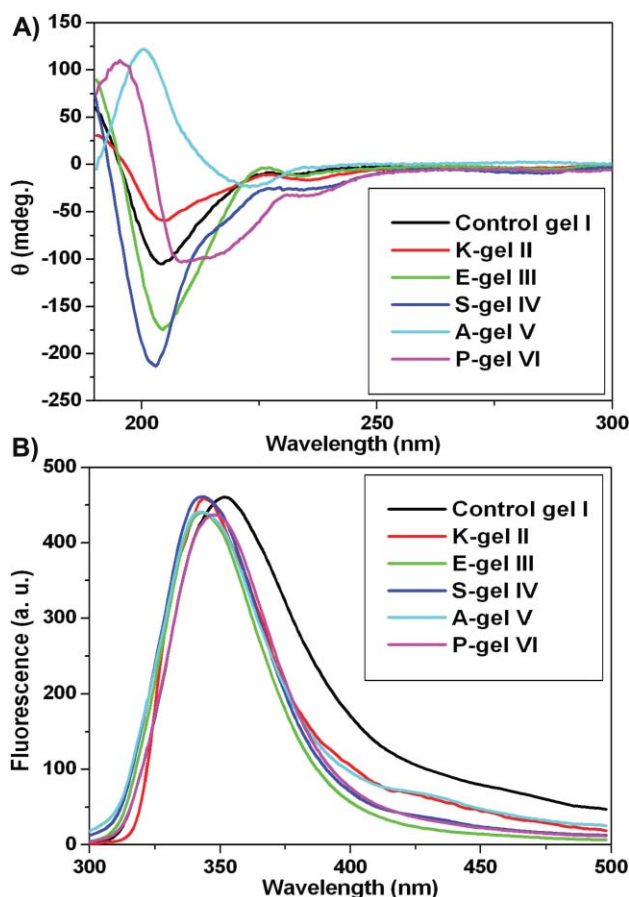 A)
θ (mdeg.)
150
100
50
0
-50
-100
-150
-200
-250
Control gel I
K-gel II
E-gel III
S-gel IV
A-gel V
P-gel VI
200 250 300
Wavelength (nm)
B)
Fluorescence (a. u.)
500
400
300
200
100
0
Control gel I
K-gel II
E-gel III
S-gel IV
A-gel V
P-gel VI
300 350 400 450 500
Wavelength (nm)